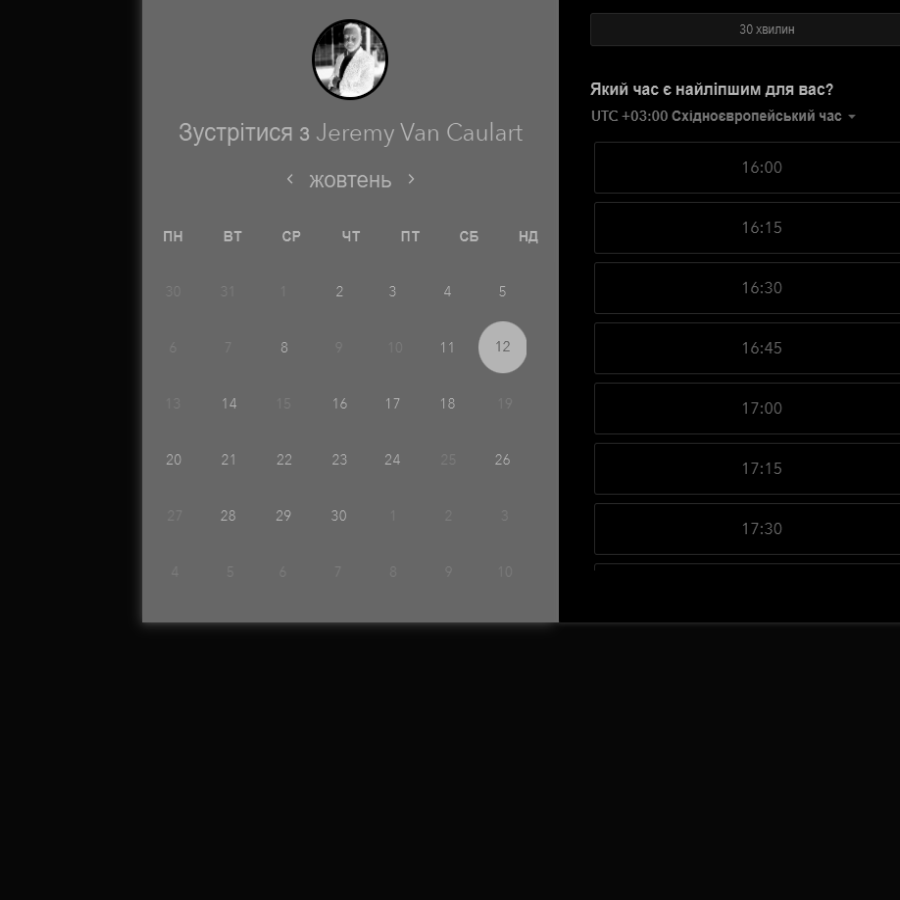 Зустрітися з Jeremy Van Caulart
жовтень
ПН ВТ СР ЧТ ПТ СБ НД
30 31 1 2 3 4 5
6 7 8 9 10 11 12
13 14 15 16 17 18 19
20 21 22 23 24 25 26
27 28 29 30 1 2 3
4 5 6 7 8 9 10
30 хвилин
Який час є найліпшим для вас?
UTC +03:00 Східноєвропейський час
16:00
16:15
16:30
16:45
17:00
17:15
17:30